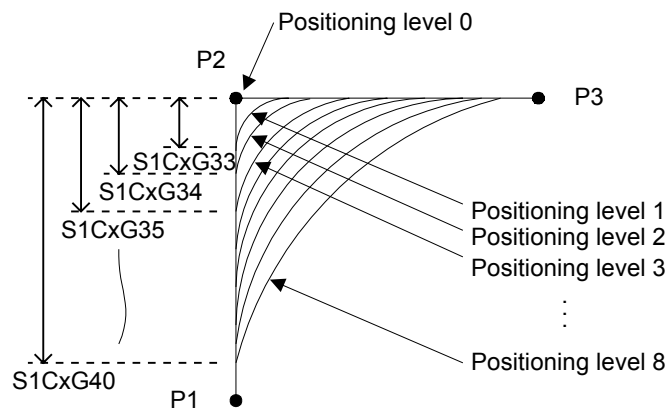 Positioning level 0
P2
P3
S1CxG33
S1CxG34
S1CxG35
Positioning level 1
Positioning level 2
Positioning level 3
Positioning level 8
S1CxG40
P1